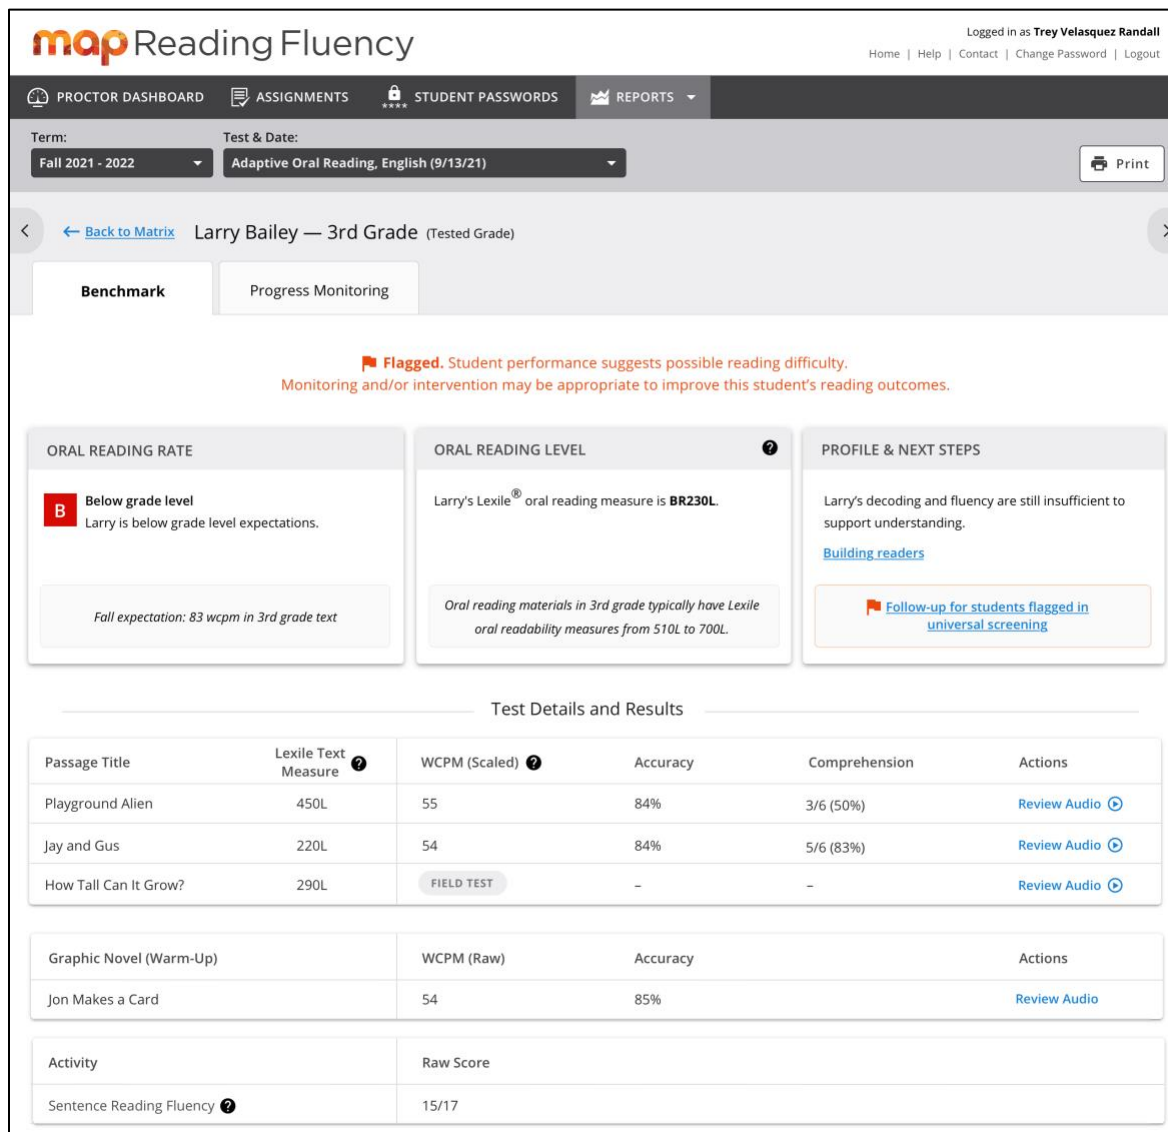 map Reading Fluency
Logged in as Trey Velasquez Randall
Home | Help | Contact | Change Password | Logout
PROCTOR DASHBOARD ASSIGNMENTS **** STUDENT PASSWORDS REPORTS
Term: Test & Date:
Fall 2021 - 2022 Adaptive Oral Reading, English (9/13/21) Print
Back to Matrix Larry Bailey — 3rd Grade (Tested Grade)
Benchmark Progress Monitoring
Flagged. Student performance suggests possible reading difficulty.
Monitoring and/or intervention may be appropriate to improve this student's reading outcomes.
ORAL READING RATE
B Below grade level
Larry is below grade level expectations.
Fall expectation: 83 wcpm in 3rd grade text
ORAL READING LEVEL ?
Larry's Lexile® oral reading measure is BR230L.
Oral reading materials in 3rd grade typically have Lexile
oral readability measures from 510L to 700L.
PROFILE & NEXT STEPS
Larry's decoding and fluency are still insufficient to
support understanding.
Building readers
Follow-up for students flagged in
universal screening
Test Details and Results
Passage Title Lexile Text Measure ? WCPM (Scaled) ? Accuracy Comprehension Actions
Playground Alien 450L 55 84% 3/6 (50%) Review Audio
Jay and Gus 220L 54 84% 5/6 (83%) Review Audio
How Tall Can It Grow? 290L FIELD TEST – – Review Audio
Graphic Novel (Warm-Up) WCPM (Raw) Accuracy Actions
Jon Makes a Card 54 85% Review Audio
Activity Raw Score
Sentence Reading Fluency ? 15/17